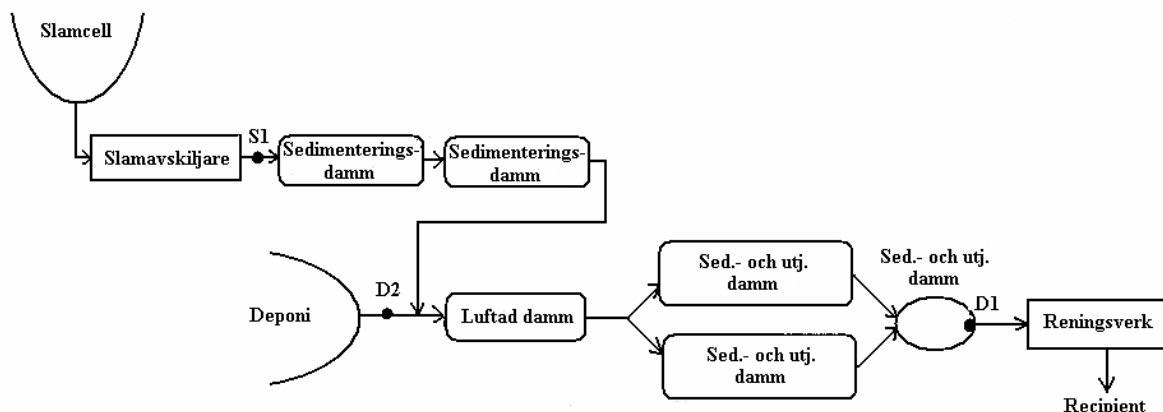 Slamcell
Slamavskiljare
S1
Sedimenterings-
damm
Sedimenterings-
damm
Deponi
D2
Luftad damm
Sed.- och utj.
damm
Sed.- och utj.
damm
Sed.- och utj.
damm
D1
Reningsverk
Recipient